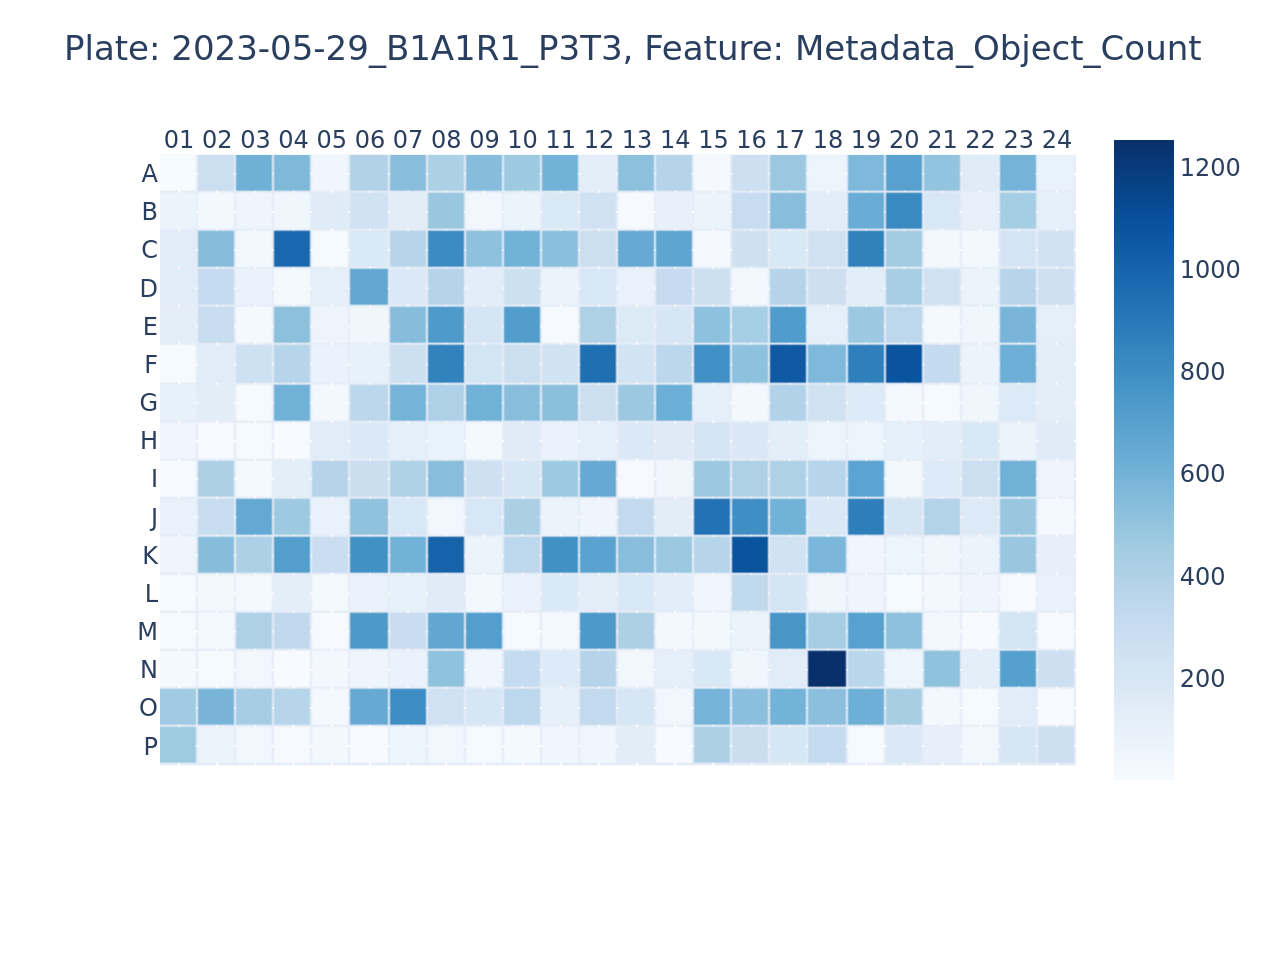 Plate: 2023-05-29_B1A1R1_P3T3, Feature: Metadata_Object_Count
01 02 03 04 05 06 07 08 09 10 11 12 13 14 15 16 17 18 19 20 21 22 23 24
A
B
C
D
E
F
G
H
I
J
K
L
M
N
O
P
1200
1000
800
600
400
200